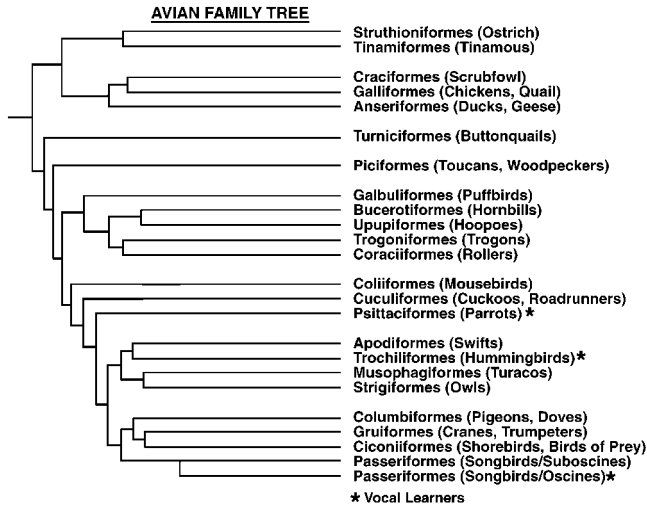 AVIAN FAMILY TREE
Struthioniformes (Ostrich)
Tinamiformes (Tinamous)
Craciformes (Scrubfowl)
Galliformes (Chickens, Quail)
Anseriformes (Ducks, Geese)
Turniciformes (Buttonquails)
Piciformes (Toucans, Woodpeckers)
Galbuliformes (Puffbirds)
Bucerotiformes (Hornbills)
Upupiformes (Hoopoes)
Trogoniformes (Trogons)
Coraciiformes (Rollers)
Coliiformes (Mousebirds)
Cuculiformes (Cuckoos, Roadrunners)
Psittaciformes (Parrots)*
Apodiformes (Swifts)
Trochiliformes (Hummingbirds)*
Musophagiformes (Turacos)
Strigiformes (Owls)
Columbiformes (Pigeons, Doves)
Gruiformes (Cranes, Trumpeters)
Ciconiiformes (Shorebirds, Birds of Prey)
Passeriformes (Songbirds/Suboscines)
Passeriformes (Songbirds/Oscines)*
* Vocal Learners